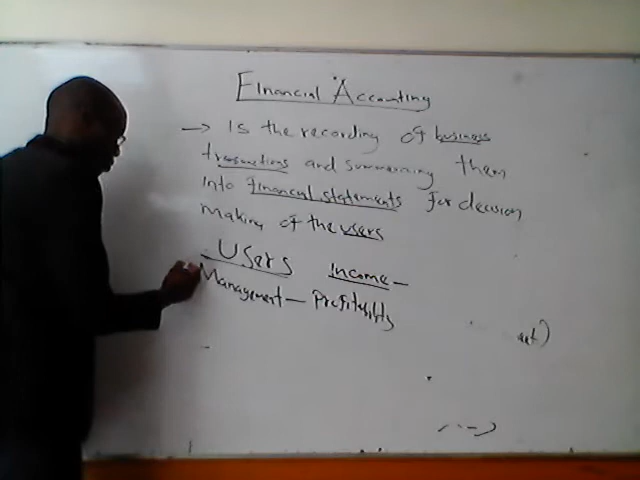 Financial Accounting
→ Is the recording of business
transactions and summarising them
into financial statements for decision
making of the users
Users Income –
Management – Profitability